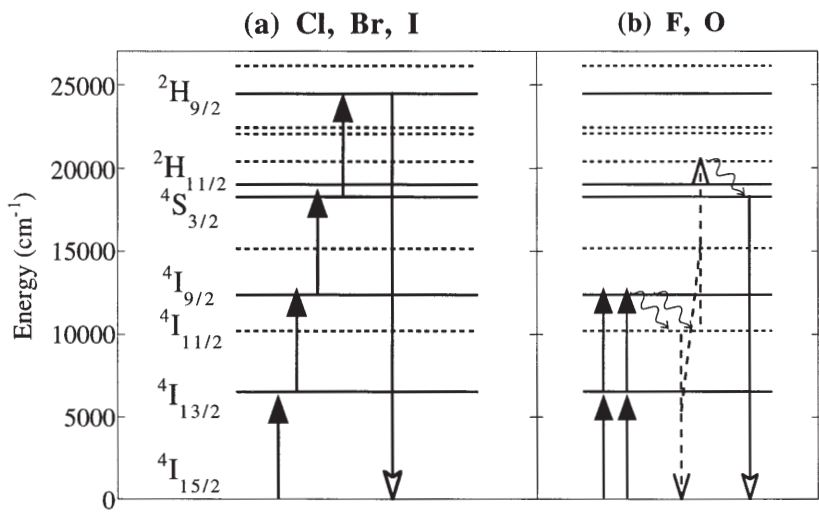 (a) Cl, Br, I
(b) F, O
Energy (cm⁻¹)
25000
20000
15000
10000
5000
0
²H₉/₂
²H₁₁/₂
⁴S₃/₂
⁴I₉/₂
⁴I₁₁/₂
⁴I₁₃/₂
⁴I₁₅/₂